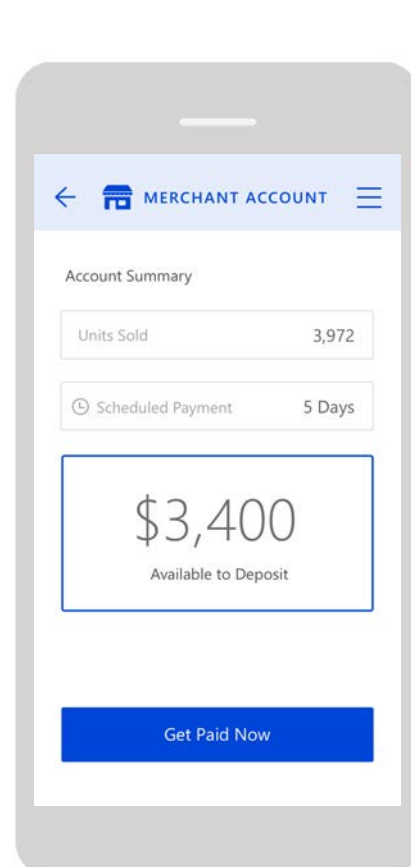 MERCHANT ACCOUNT
Account Summary
Units Sold 3,972
Scheduled Payment 5 Days
$3,400
Available to Deposit
Get Paid Now